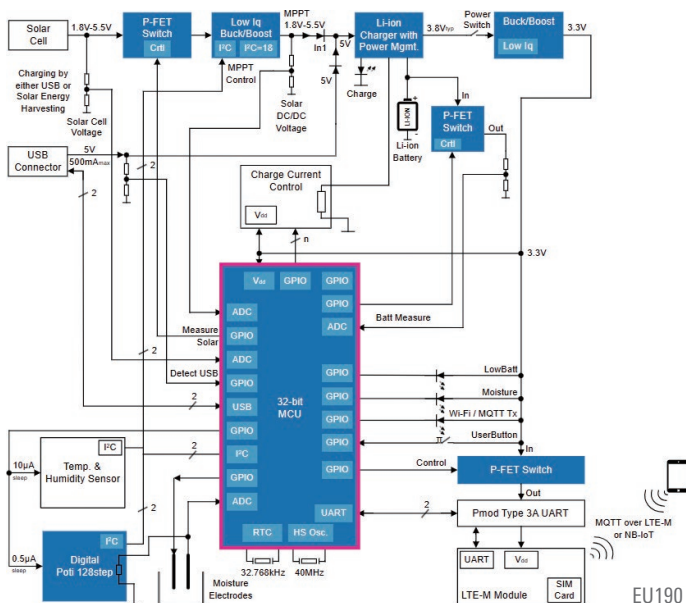 Solar
Cell
1.8V-5.5V
P-FET
Switch
Crtl
Low Iq
Buck/Boost
I²C
I²C=16
MPPT
1.8V-5.5V
In1
5V
5V
MPPT
Control
Solar
DC/DC
Voltage
Li-ion
Charger with
Power Mgmt.
3.8Vtyp
Power
Switch
Buck/Boost
Low Iq
3.3V
Charging by
either USB or
Solar Energy
Harvesting
Solar Cell
Voltage
Charge
LI-ION
+
-
Li-ion
Battery
In
P-FET
Switch
Out
Crtl
USB
Connector
5V
500mAmax
2
2
Charge Current
Control
Vdd
n
3.3V
Vdd
GPIO
GPIO
GPIO
ADC
GPIO
GPIO
GPIO
GPIO
GPIO
UART
ADC
GPIO
ADC
GPIO
USB
GPIO
I²C
GPIO
ADC
32-bit
MCU
RTC
HS Osc.
Measure
Solar
Detect USB
2
2
2
Batt Measure
LowBatt
Moisture
Wi-Fi / MQTT Tx
UserButton
Control
In
P-FET Switch
Out
2
Pmod Type 3A UART
UART
Vdd
LTE-M Module
SIM
Card
MQTT over LTE-M
or NB-IoT
10µA
sleep
I²C
Temp. &
Humidity Sensor
2
0.5µA
sleep
I²C
Digital
Poti 128step
Moisture
Electrodes
32.768kHz
40MHz
EU190